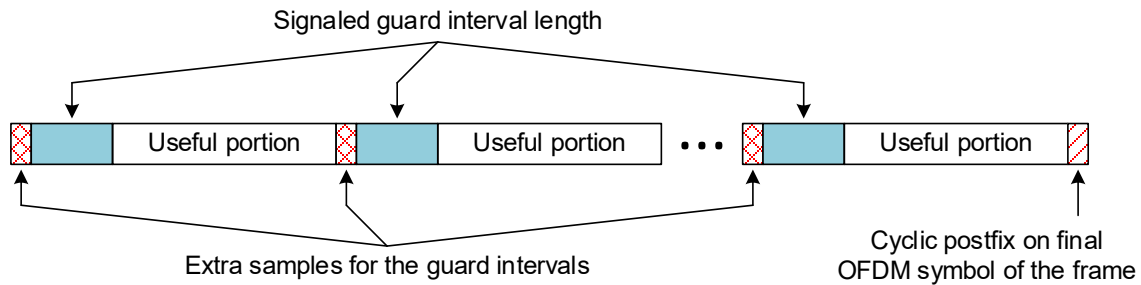 Signaled guard interval length
Useful portion
Useful portion
• • •
Useful portion
Extra samples for the guard intervals
Cyclic postfix on final
OFDM symbol of the frame